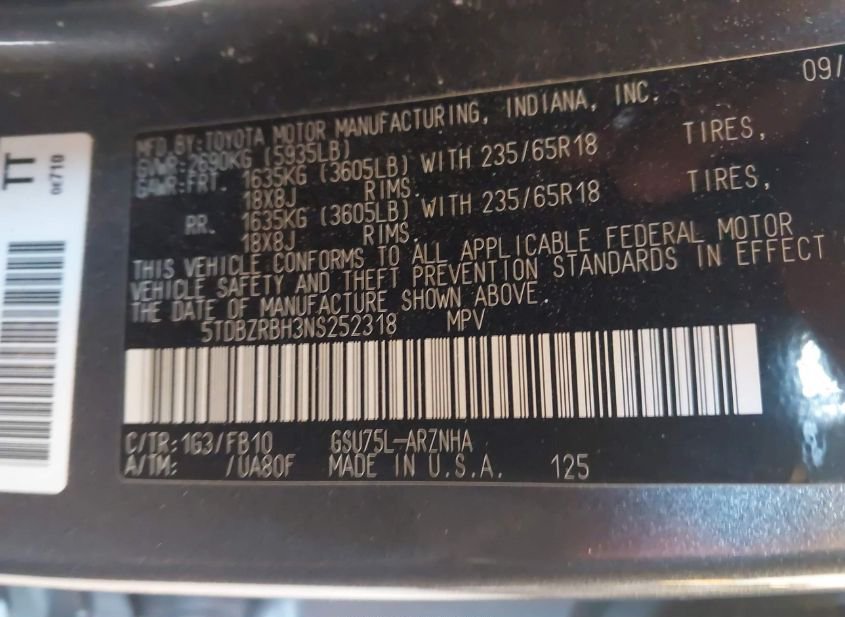 09/
MFD.BY:TOYOTA MOTOR MANUFACTURING, INDIANA, INC.
GVWR:2690KG (5935LB)
GAWR:FRT. 1635KG (3605LB) WITH 235/65R18 TIRES,
18X8J RIMS.
RR. 1635KG (3605LB) WITH 235/65R18 TIRES,
18X8J RIMS.
THIS VEHICLE CONFORMS TO ALL APPLICABLE FEDERAL MOTOR
VEHICLE SAFETY AND THEFT PREVENTION STANDARDS IN EFFECT
THE DATE OF MANUFACTURE SHOWN ABOVE
5TDBZRBH3NS252318 MPV
C/TR:1G3/FB10 GSU75L-ARZNHA
A/TM: /UA80F MADE IN U.S.A. 125
TT
0E710